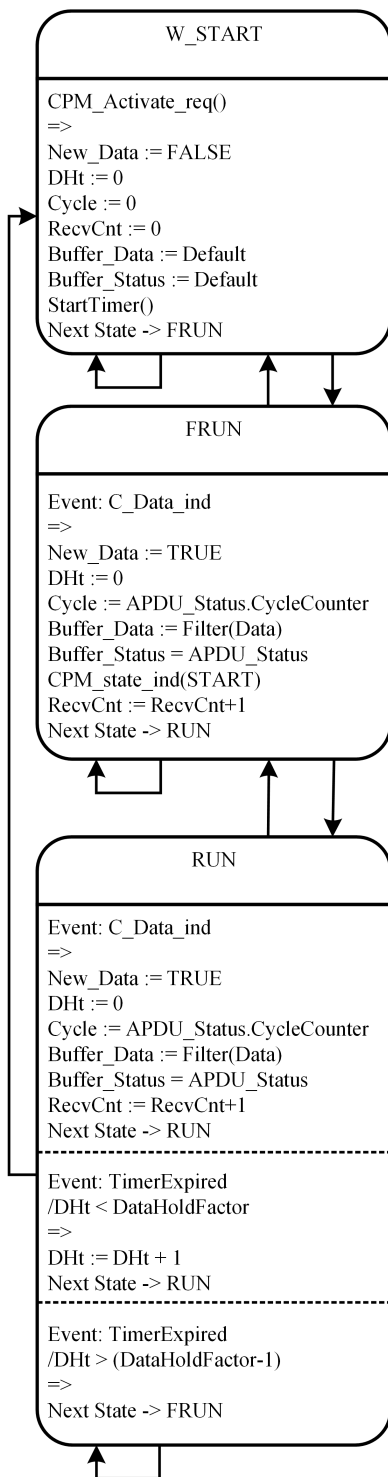 W_START
CPM_Activate_req()
=>
New_Data := FALSE
DHt := 0
Cycle := 0
RecvCnt := 0
Buffer_Data := Default
Buffer_Status := Default
StartTimer()
Next State -> FRUN
FRUN
Event: C_Data_ind
=>
New_Data := TRUE
DHt := 0
Cycle := APDU_Status.CycleCounter
Buffer_Data := Filter(Data)
Buffer_Status = APDU_Status
CPM_state_ind(START)
RecvCnt := RecvCnt+1
Next State -> RUN
RUN
Event: C_Data_ind
=>
New_Data := TRUE
DHt := 0
Cycle := APDU_Status.CycleCounter
Buffer_Data := Filter(Data)
Buffer_Status = APDU_Status
RecvCnt := RecvCnt+1
Next State -> RUN
Event: TimerExpired
/DHt < DataHoldFactor
=>
DHt := DHt + 1
Next State -> RUN
Event: TimerExpired
/DHt > (DataHoldFactor-1)
=>
Next State -> FRUN